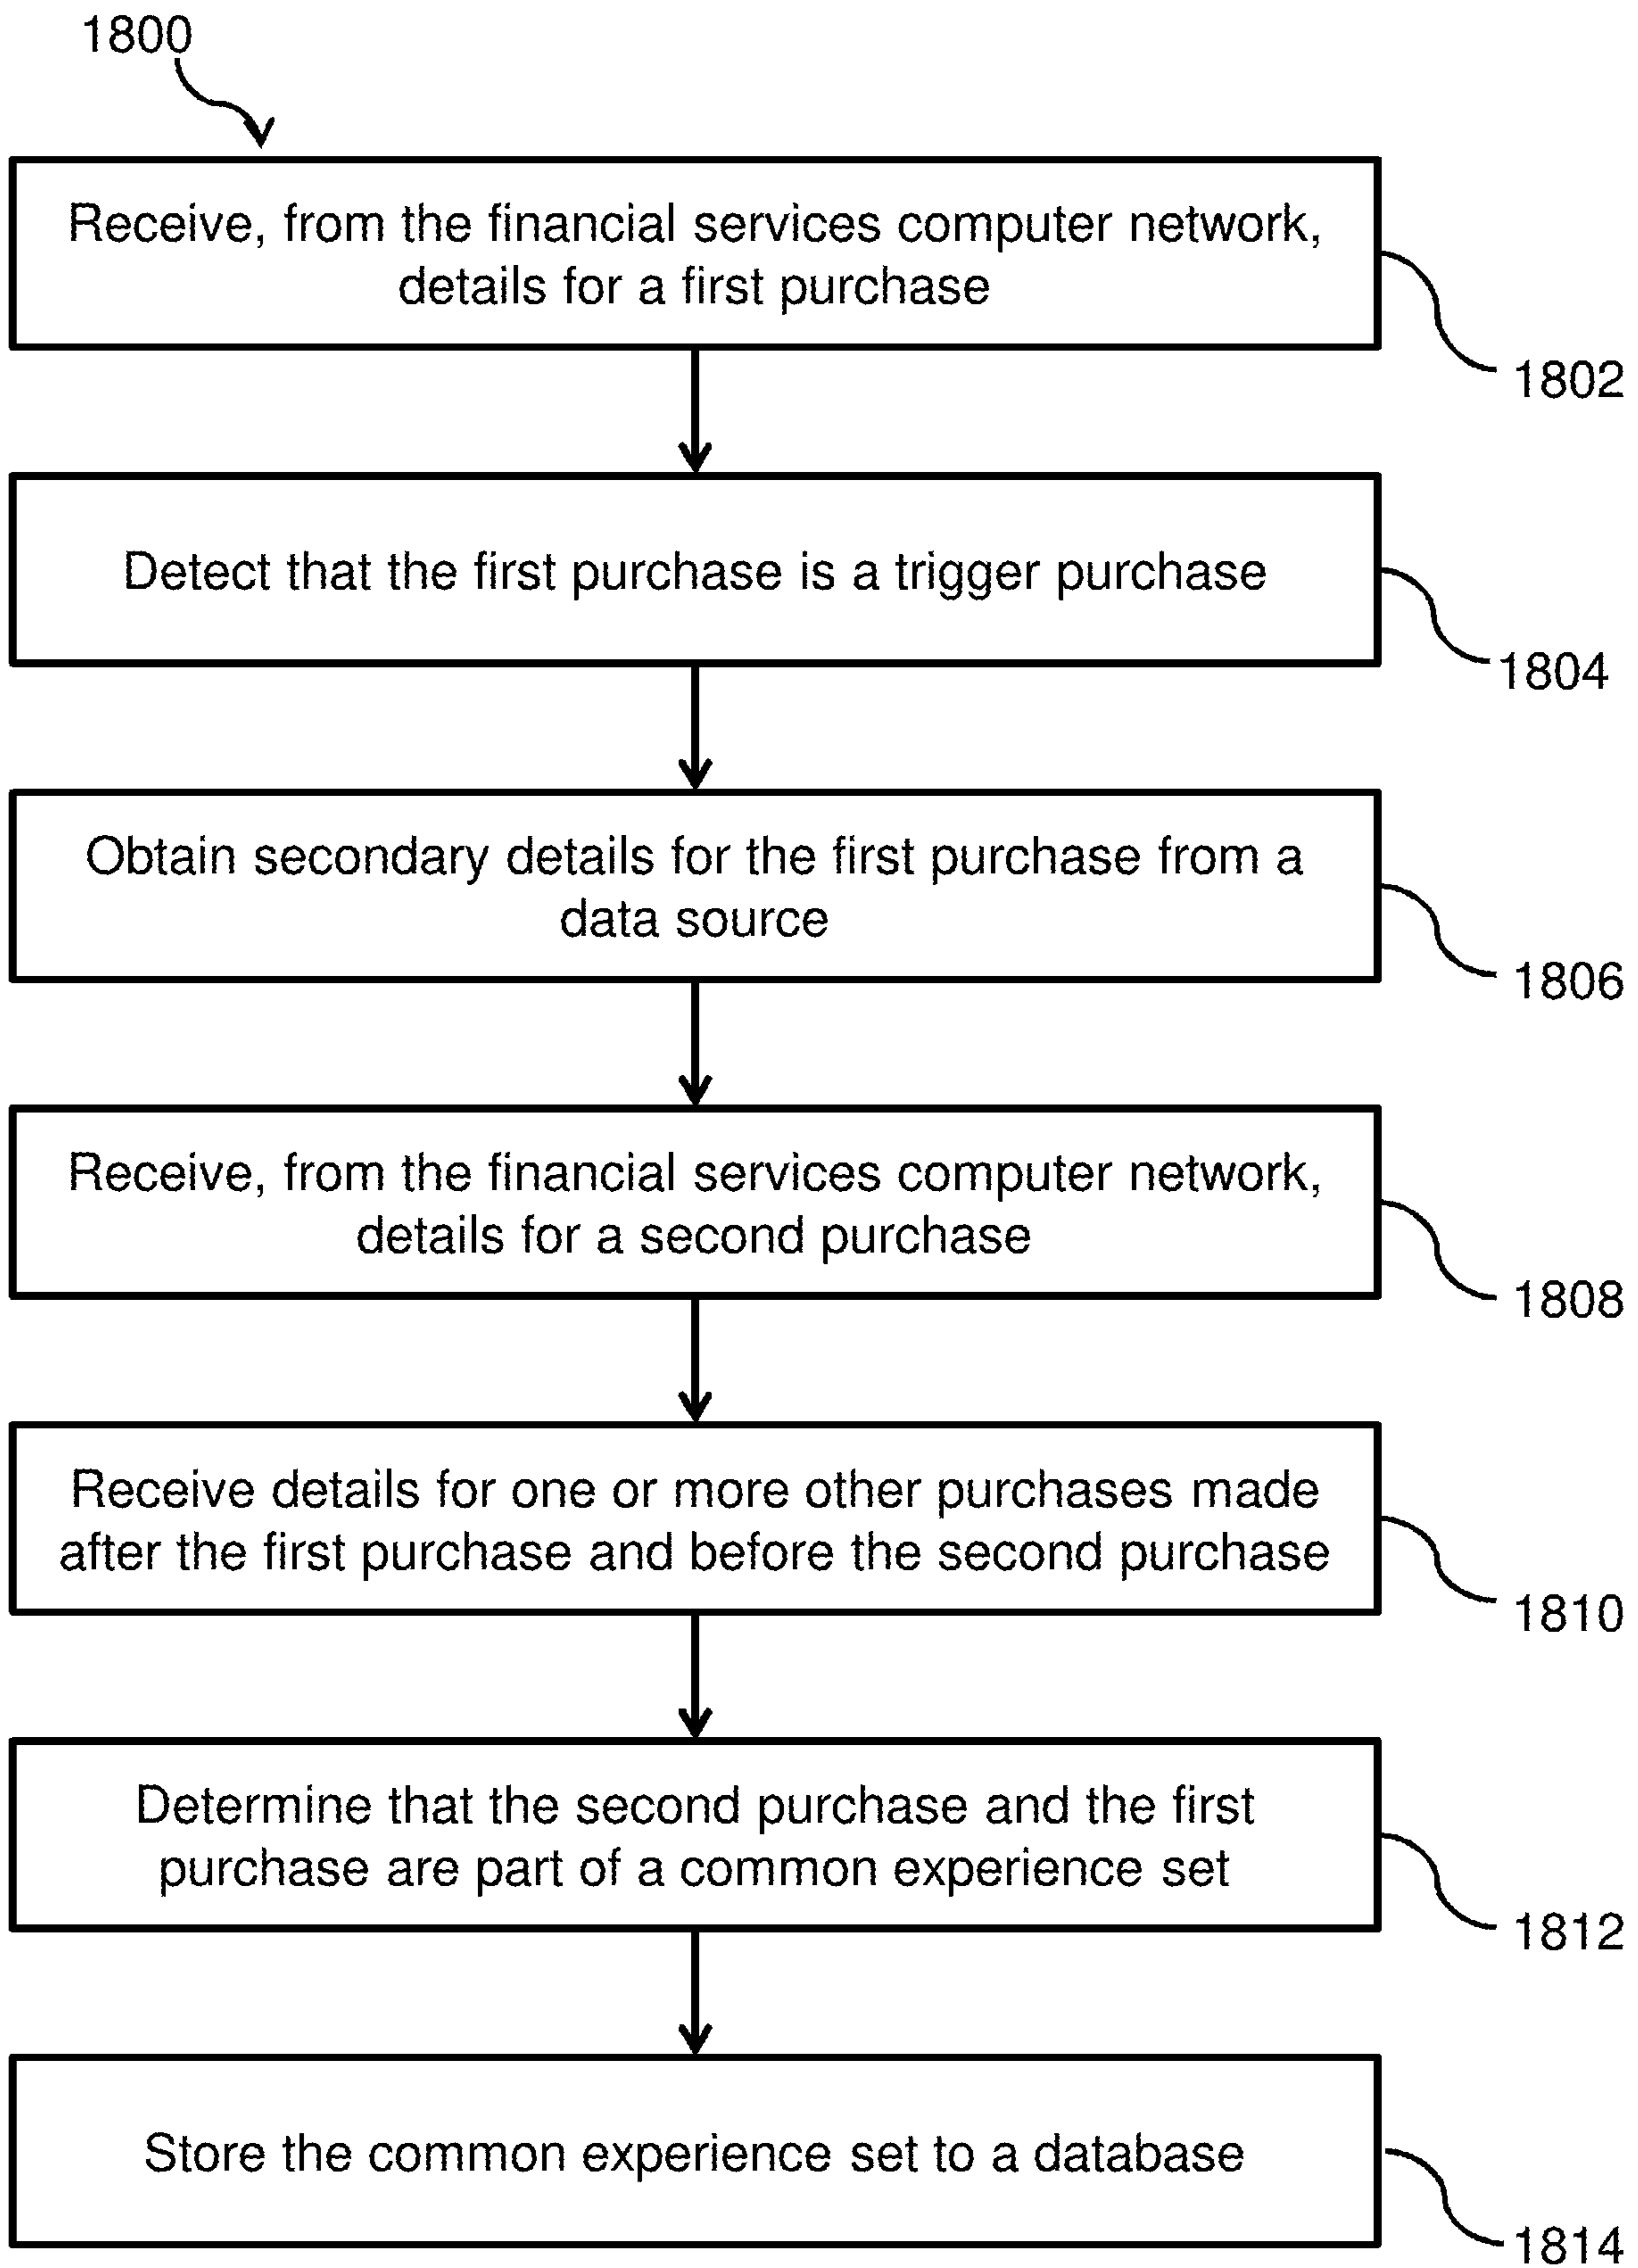 1800
Receive, from the financial services computer network,
details for a first purchase
1802
Detect that the first purchase is a trigger purchase
1804
Obtain secondary details for the first purchase from a
data source
1806
Receive, from the financial services computer network,
details for a second purchase
1808
Receive details for one or more other purchases made
after the first purchase and before the second purchase
1810
Determine that the second purchase and the first
purchase are part of a common experience set
1812
Store the common experience set to a database
1814